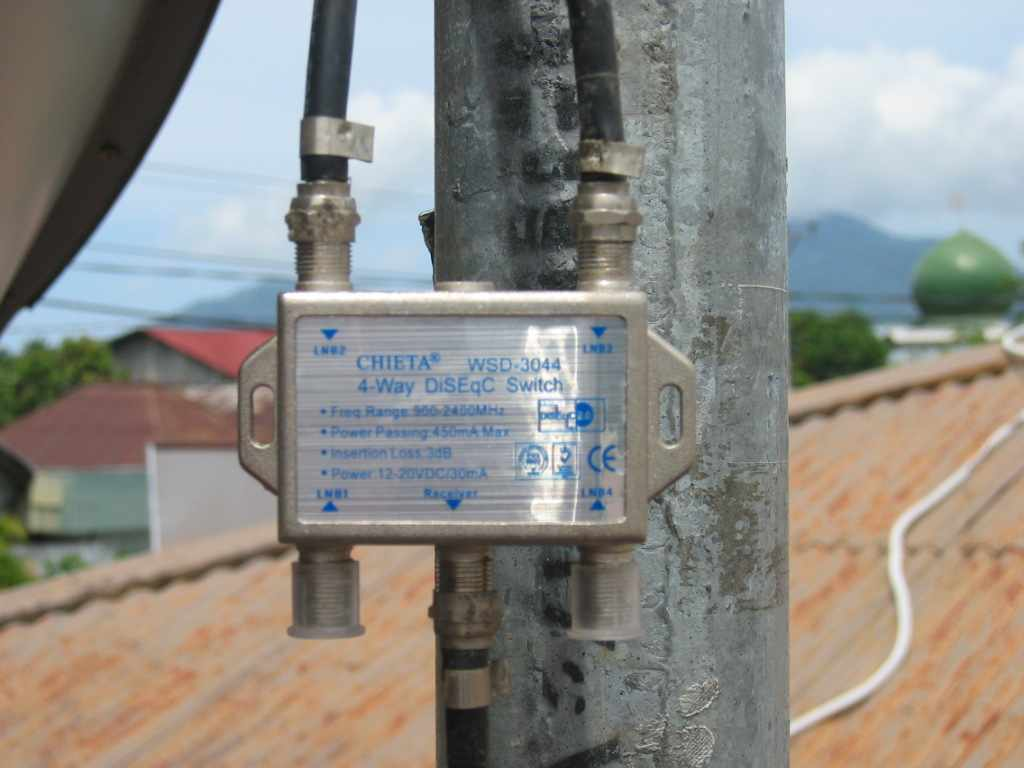 LNB2
LNB3
CHIETA® WSD-3044
4-Way DiSEqC Switch
• Freq.Range:900-2400MHz
• Power Passing:450mA Max
• Insertion Loss:3dB
• Power:12-20VDC/30mA
CE
LNB1
Receiver
LNB4